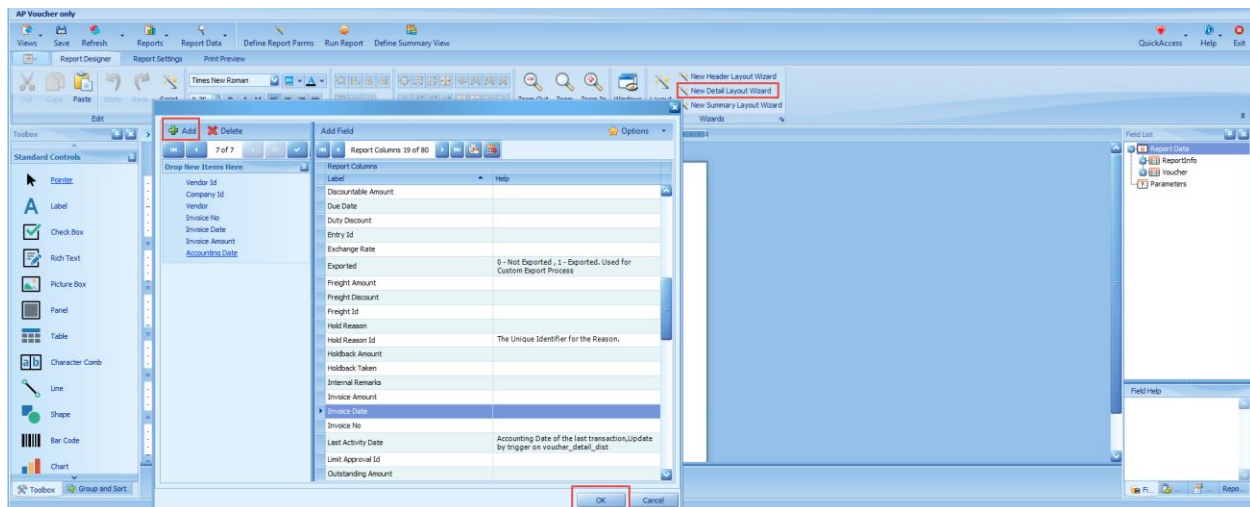 AP Voucher only
Views Save Refresh Reports Report Data Define Report Parms Run Report Define Summary View QuickAccess Help Exit
Report Designer Report Settings Print Preview
Times New Roman
New Header Layout Wizard
New Detail Layout Wizard
New Summary Layout Wizard
Cut Copy Paste Undo
Edit
Wizards
Toolbox
Standard Controls
Pointer
Label
Check Box
Rich Text
Picture Box
Panel
Table
Character Comb
Line
Shape
Bar Code
Chart
Toolbox Group and Sort
Add Delete
7 of 7
Drop New Items Here
Vendor Id
Company Id
Vendor
Invoice No
Invoice Date
Invoice Amount
Accounting Date
Add Field Options
Report Columns 19 of 80
Report Columns
Label Help
Discountable Amount
Due Date
Duty Discount
Entry Id
Exchange Rate
Exported 0 - Not Exported , 1 - Exported. Used for
Custom Export Process
Freight Amount
Freight Discount
Freight Id
Hold Reason
Hold Reason Id The Unique Identifier for the Reason.
Holdback Amount
Holdback Taken
Internal Remarks
Invoice Amount
Invoice Date
Invoice No
Last Activity Date Accounting Date of the last transaction,Update
by trigger on voucher_detail_dist
Limit Approval Id
Outstanding Amount
OK Cancel
Field List
Report Data
ReportInfo
Voucher
Parameters
Field Help
Fi... Repo...